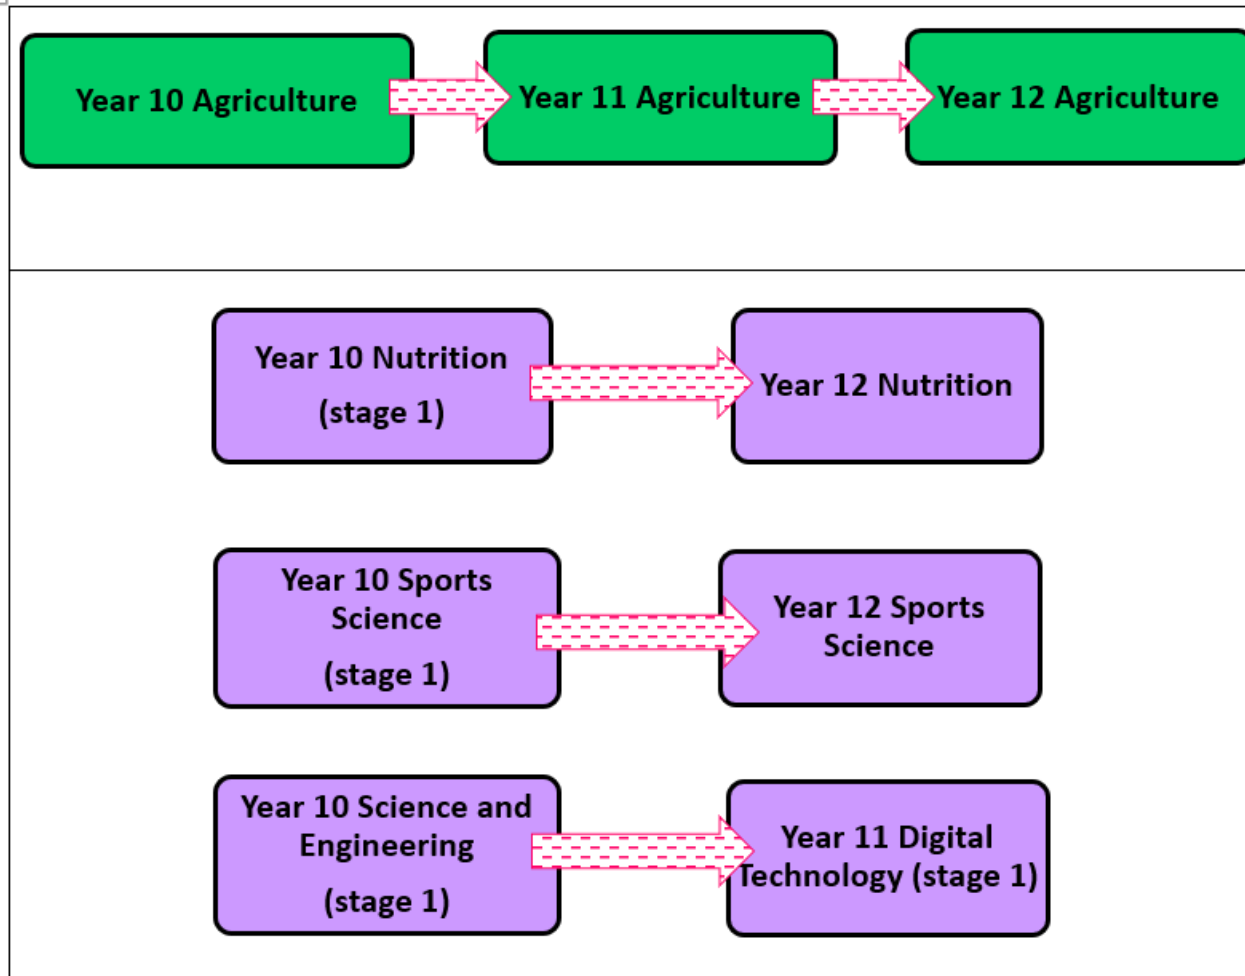 Year 10 Agriculture
Year 11 Agriculture
Year 12 Agriculture
Year 10 Nutrition
(stage 1)
Year 12 Nutrition
Year 10 Sports
Science
(stage 1)
Year 12 Sports
Science
Year 10 Science and
Engineering
(stage 1)
Year 11 Digital
Technology (stage 1)